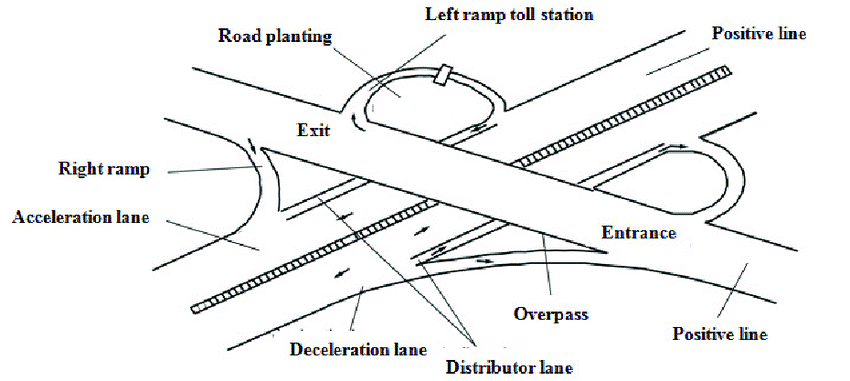 Left ramp toll station
Road planting
Positive line
Exit
Right ramp
Acceleration lane
Entrance
Overpass
Positive line
Deceleration lane
Distributor lane